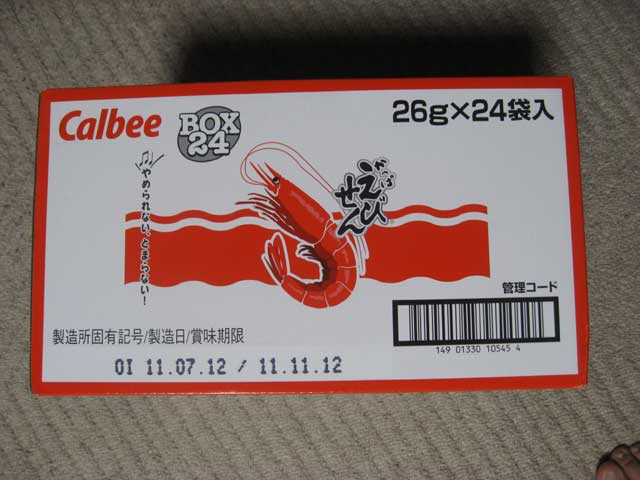 Calbee
BOX
24
26g×24袋入
♪やめられない、とまらない!
かっぱ
えび
せん
管理コード
149 01330 10545 4
製造所固有記号/製造日/賞味期限
OI 11.07.12 / 11.11.12